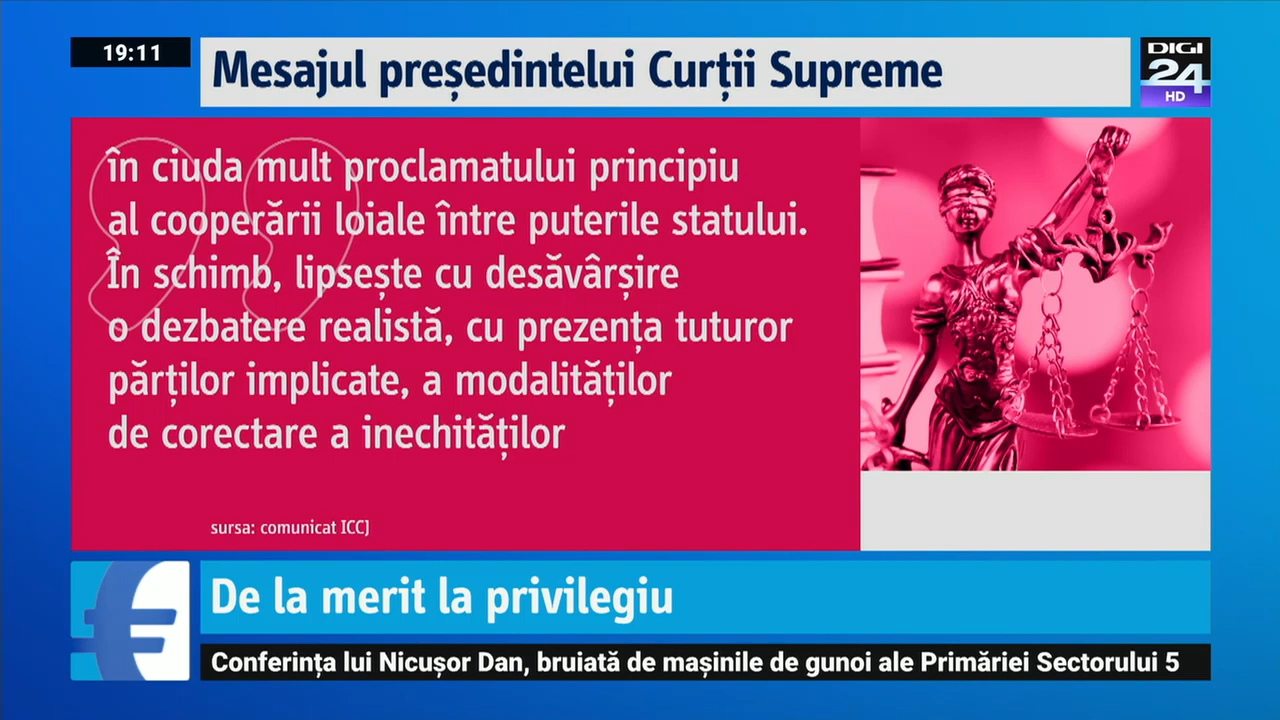 19:11
Mesajul președintelui Curții Supreme
DIGI
24
HD
în ciuda mult proclamatului principiu
al cooperării loiale între puterile statului.
În schimb, lipsește cu desăvârșire
o dezbatere realistă, cu prezența tuturor
părților implicate, a modalităților
de corectare a inechităților
sursa: comunicat ICCJ
€
De la merit la privilegiu
Conferința lui Nicușor Dan, bruiată de mașinile de gunoi ale Primăriei Sectorului 5